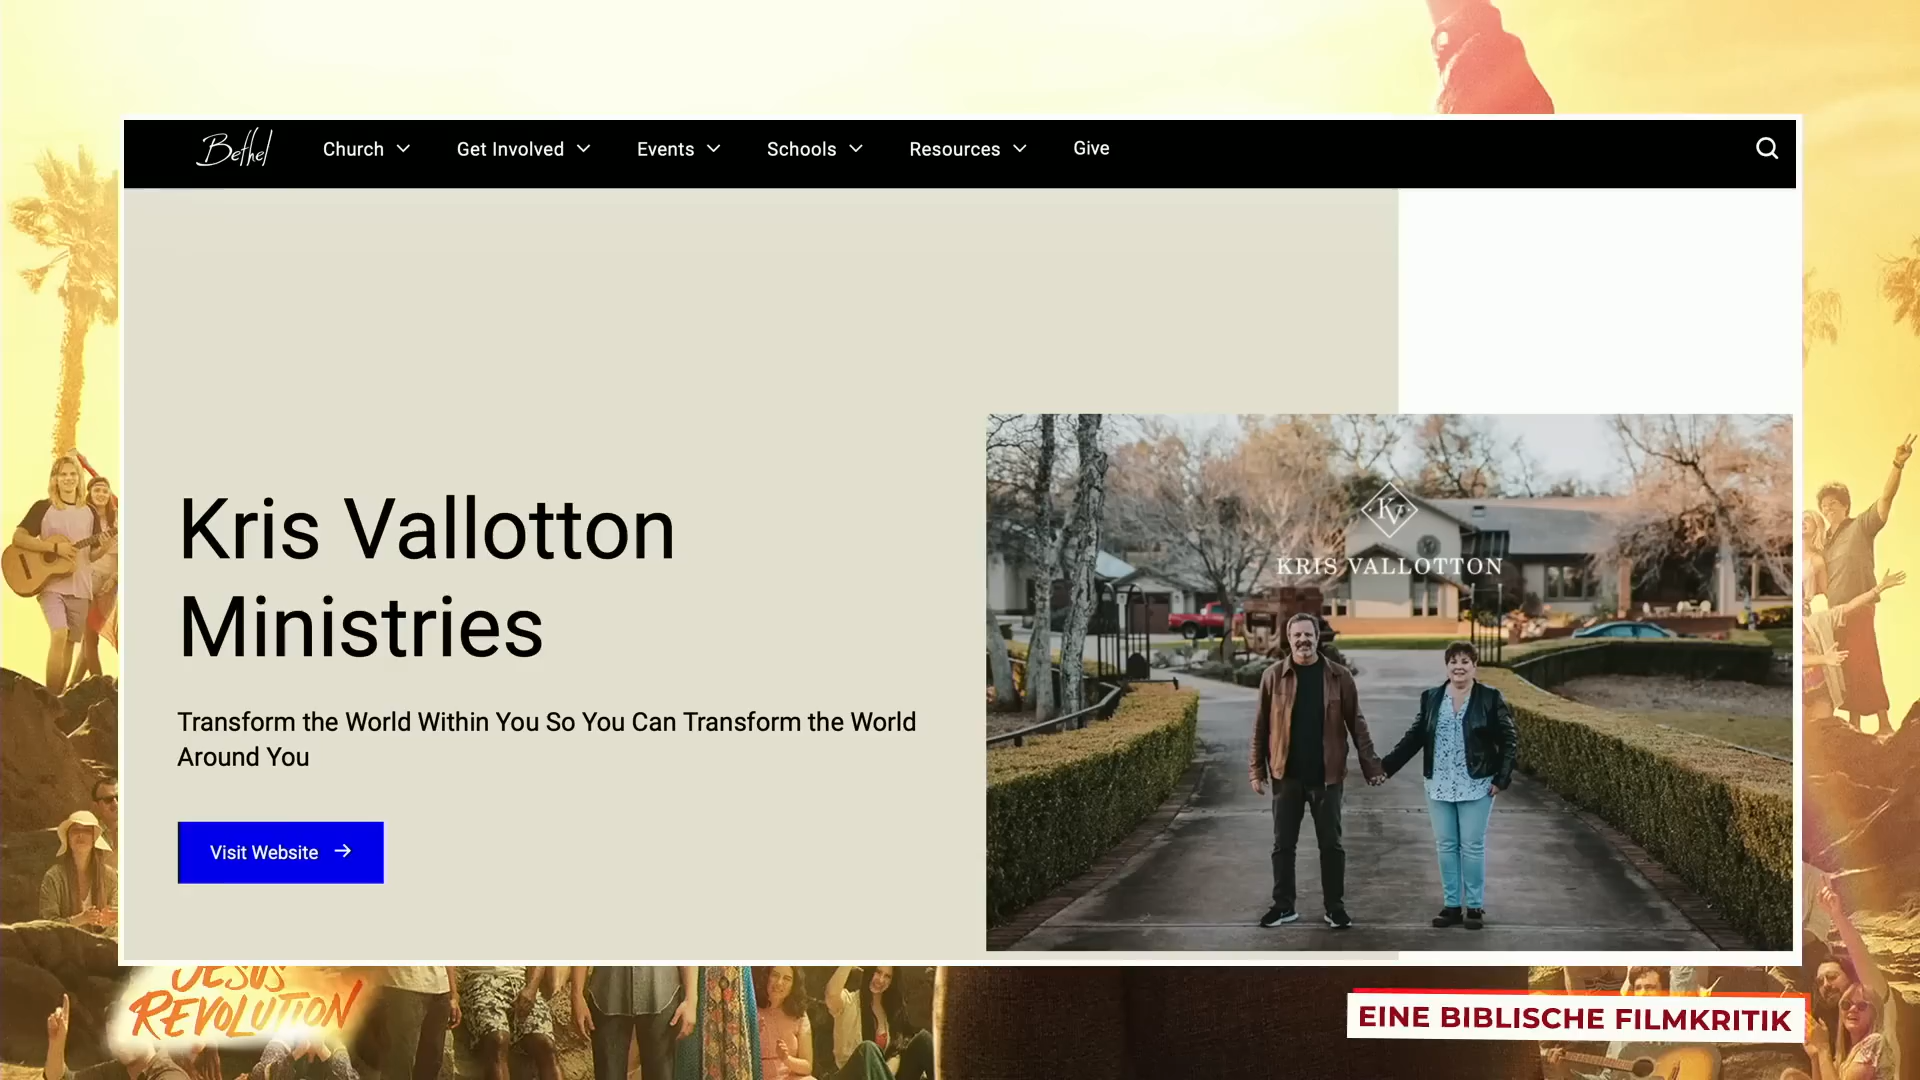 Bethel
Church
Get Involved
Events
Schools
Resources
Give
Kris Vallotton
Ministries
Transform the World Within You So You Can Transform the World
Around You
Visit Website
KV
KRIS VALLOTTON
JESUS
REVOLUTION
EINE BIBLISCHE FILMKRITIK